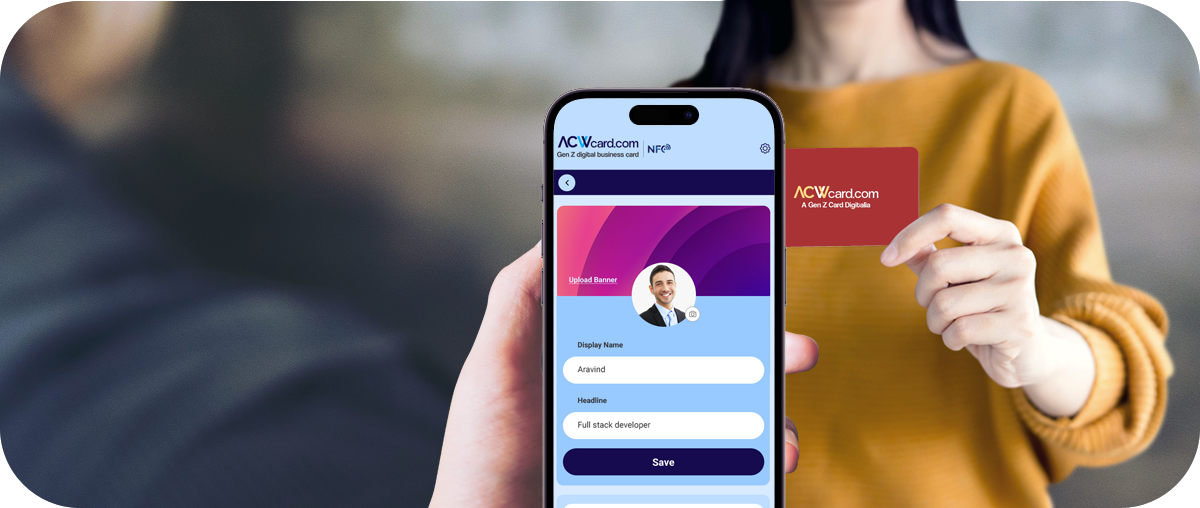 ACWcard.com
Gen Z digital business card
NFC
Upload Banner
Display Name
Aravind
Headline
Full stack developer
Save
ACWcard.com
A Gen Z Card Digitalia